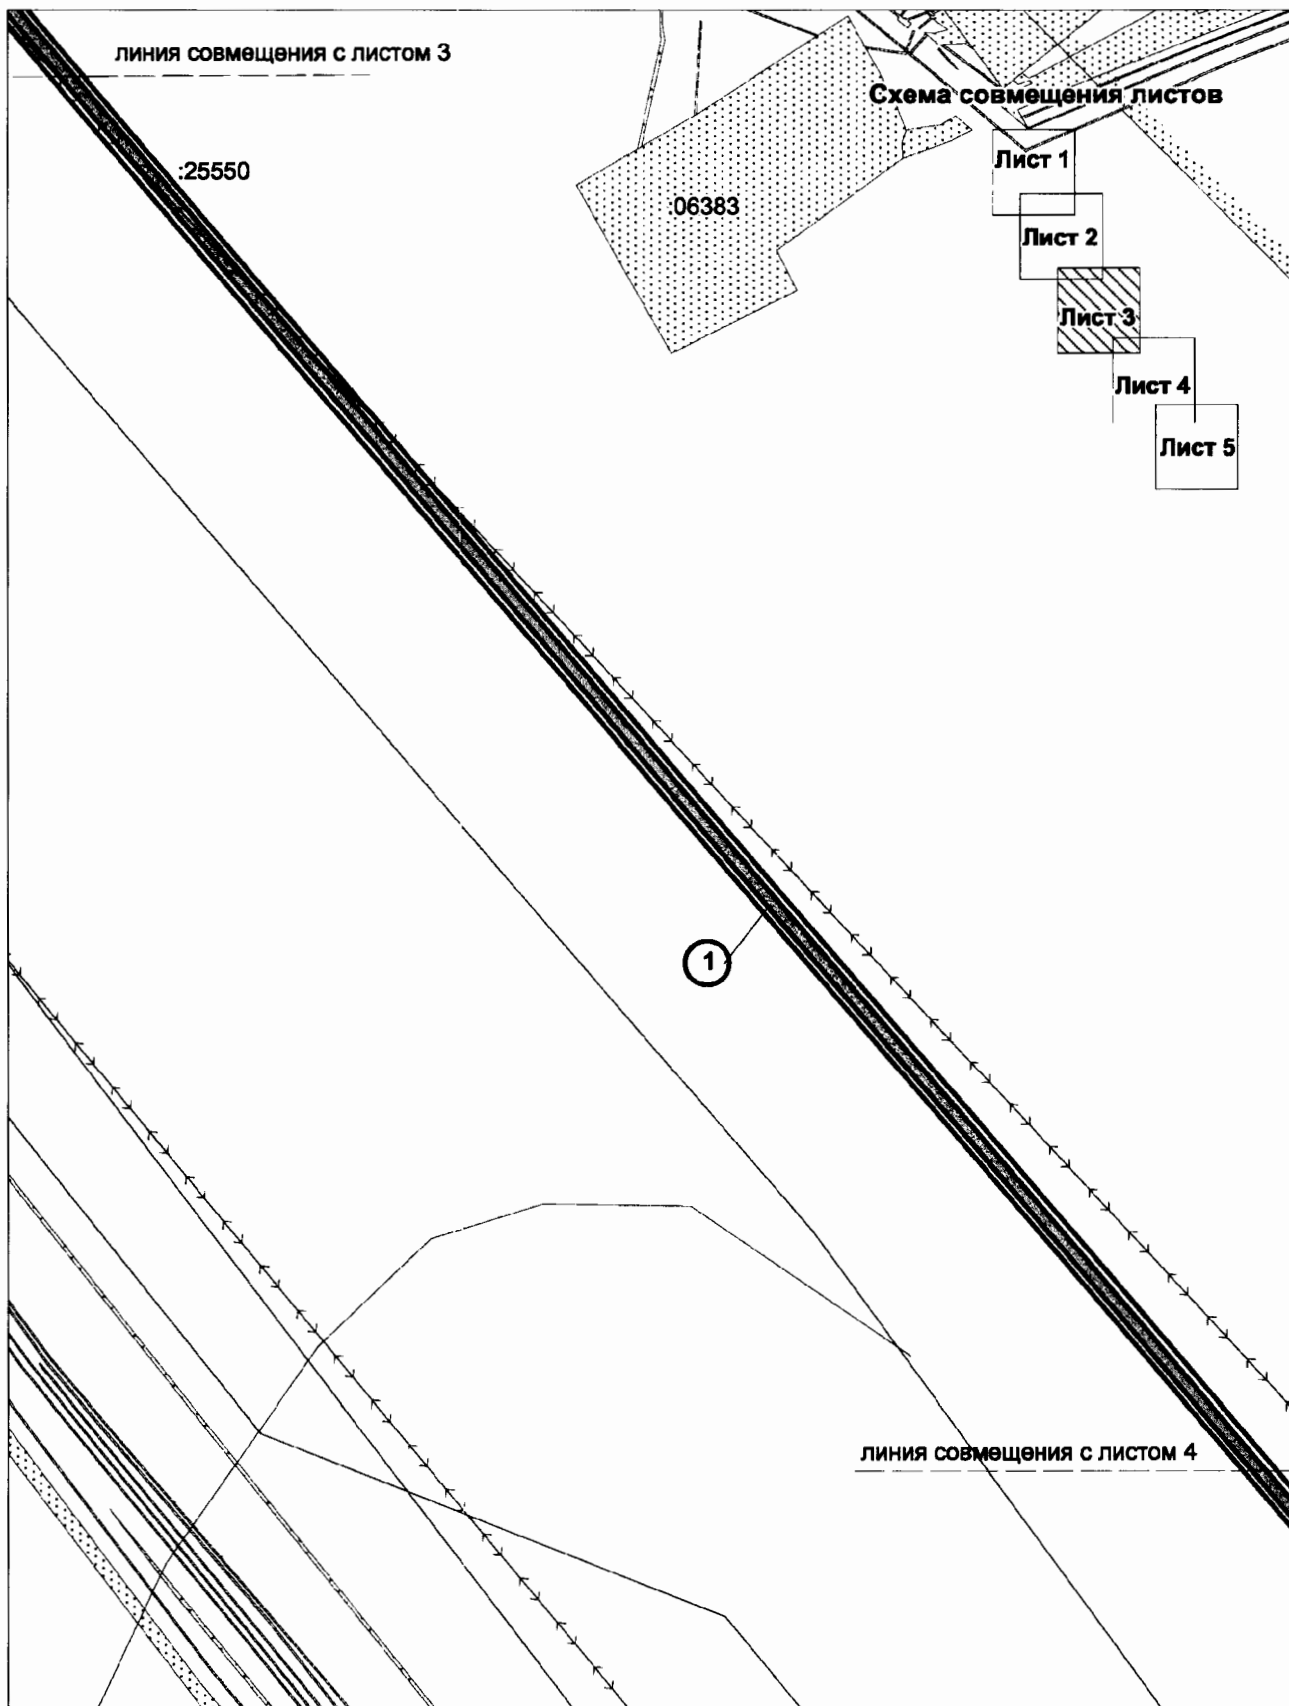 линия совмещения с листом 3
Схема совмещения листов
:25550
:06383
Лист 1
Лист 2
Лист 3
Лист 4
Лист 5
1
линия совмещения с листом 4